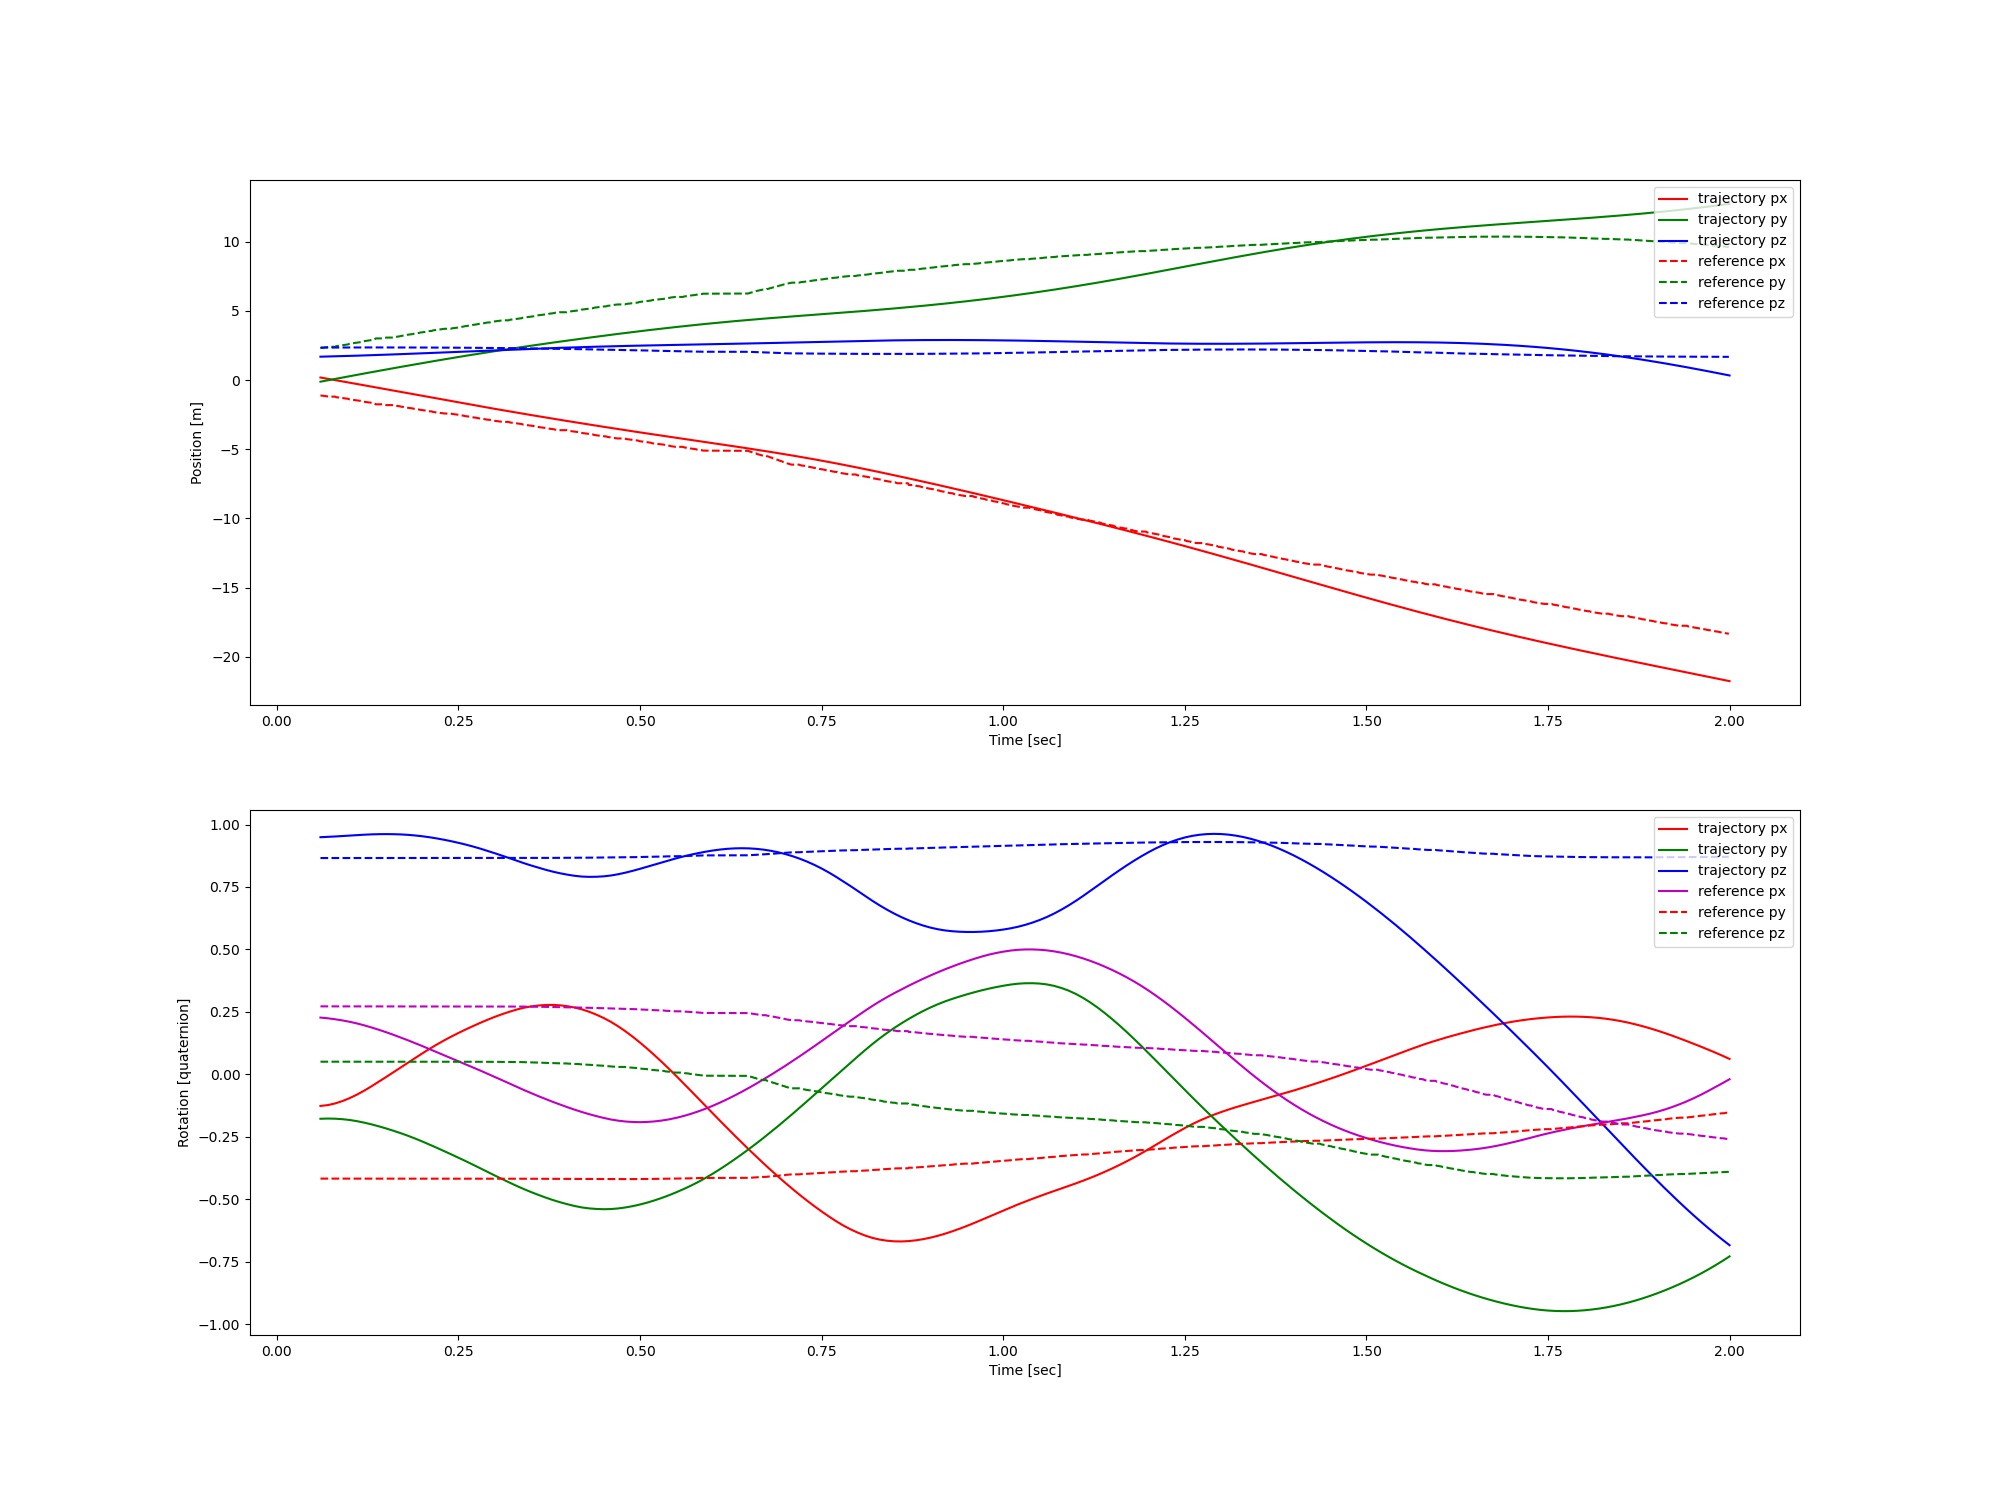 trajectory px
trajectory py
trajectory pz
reference px
reference py
reference pz
10
5
0
−5
−10
−15
−20
Position [m]
0.00 0.25 0.50 0.75 1.00 1.25 1.50 1.75 2.00
Time [sec]
trajectory px
trajectory py
trajectory pz
reference px
reference py
reference pz
1.00
0.75
0.50
0.25
0.00
−0.25
−0.50
−0.75
−1.00
Rotation [quaternion]
0.00 0.25 0.50 0.75 1.00 1.25 1.50 1.75 2.00
Time [sec]